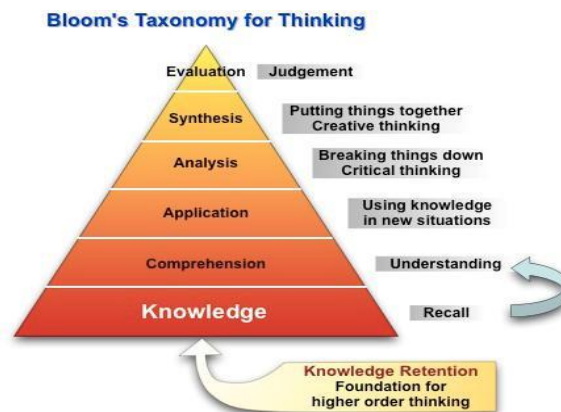 Bloom's Taxonomy for Thinking
Evaluation
Judgement
Synthesis
Putting things together
Creative thinking
Analysis
Breaking things down
Critical thinking
Application
Using knowledge
in new situations
Comprehension
Understanding
Knowledge
Recall
Knowledge Retention
Foundation for
higher order thinking